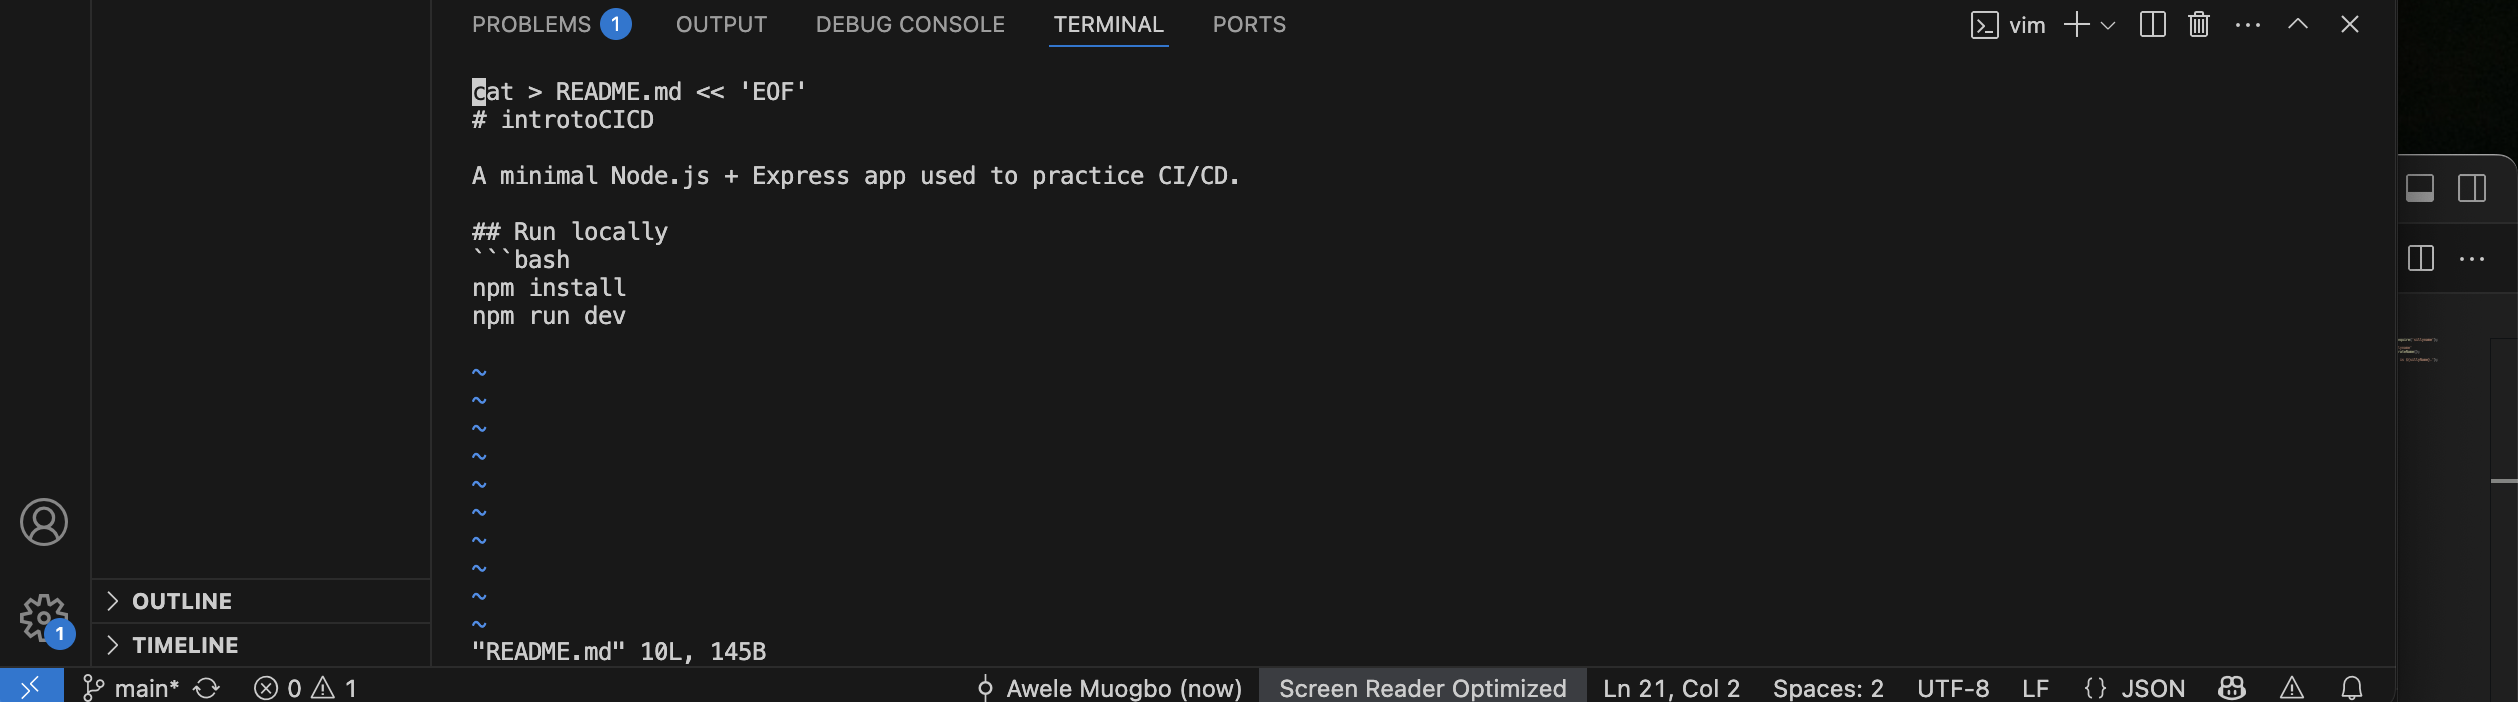 PROBLEMS 1 OUTPUT DEBUG CONSOLE TERMINAL PORTS vim
cat > README.md << 'EOF'
# introtoCICD
A minimal Node.js + Express app used to practice CI/CD.
## Run locally
```bash
npm install
npm run dev
~
~
~
~
~
~
~
~
~
~
"README.md" 10L, 145B
1
OUTLINE
TIMELINE
main* 0 1 Awele Muogbo (now) Screen Reader Optimized Ln 21, Col 2 Spaces: 2 UTF-8 LF {} JSON